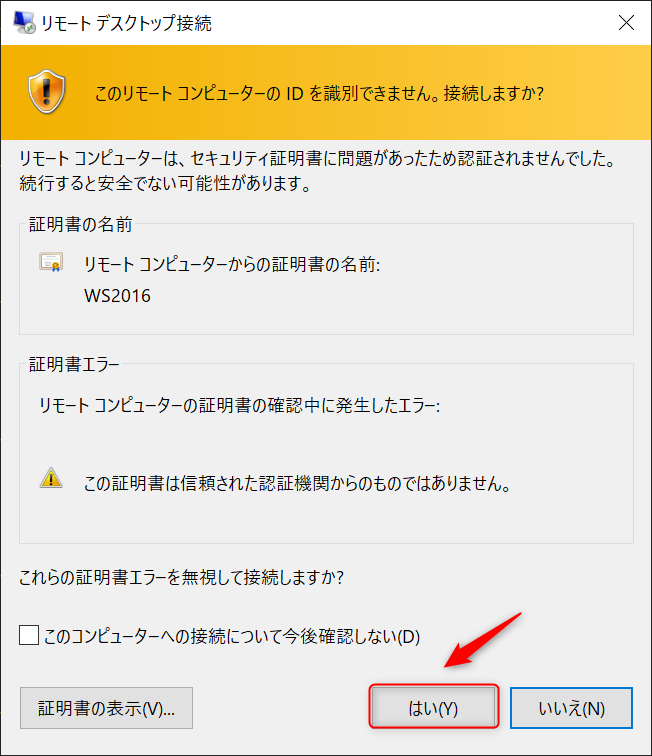 リモート デスクトップ接続
このリモート コンピューターの ID を識別できません。接続しますか?
リモート コンピューターは、セキュリティ証明書に問題があったため認証されませんでした。
続行すると安全でない可能性があります。
証明書の名前
リモート コンピューターからの証明書の名前:
WS2016
証明書エラー
リモート コンピューターの証明書の確認中に発生したエラー:
この証明書は信頼された認証機関からのものではありません。
これらの証明書エラーを無視して接続しますか?
このコンピューターへの接続について今後確認しない(D)
証明書の表示(V)...
はい(Y)
いいえ(N)